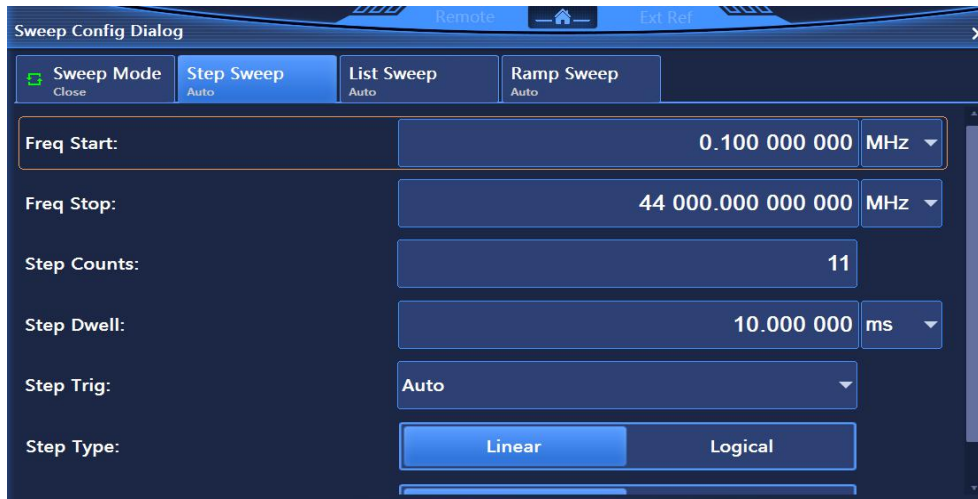 Remote Ext Ref
Sweep Config Dialog
Sweep Mode Step Sweep List Sweep Ramp Sweep
Close Auto Auto Auto
Freq Start: 0.100 000 000 MHz
Freq Stop: 44 000.000 000 000 MHz
Step Counts: 11
Step Dwell: 10.000 000 ms
Step Trig: Auto
Step Type: Linear Logical